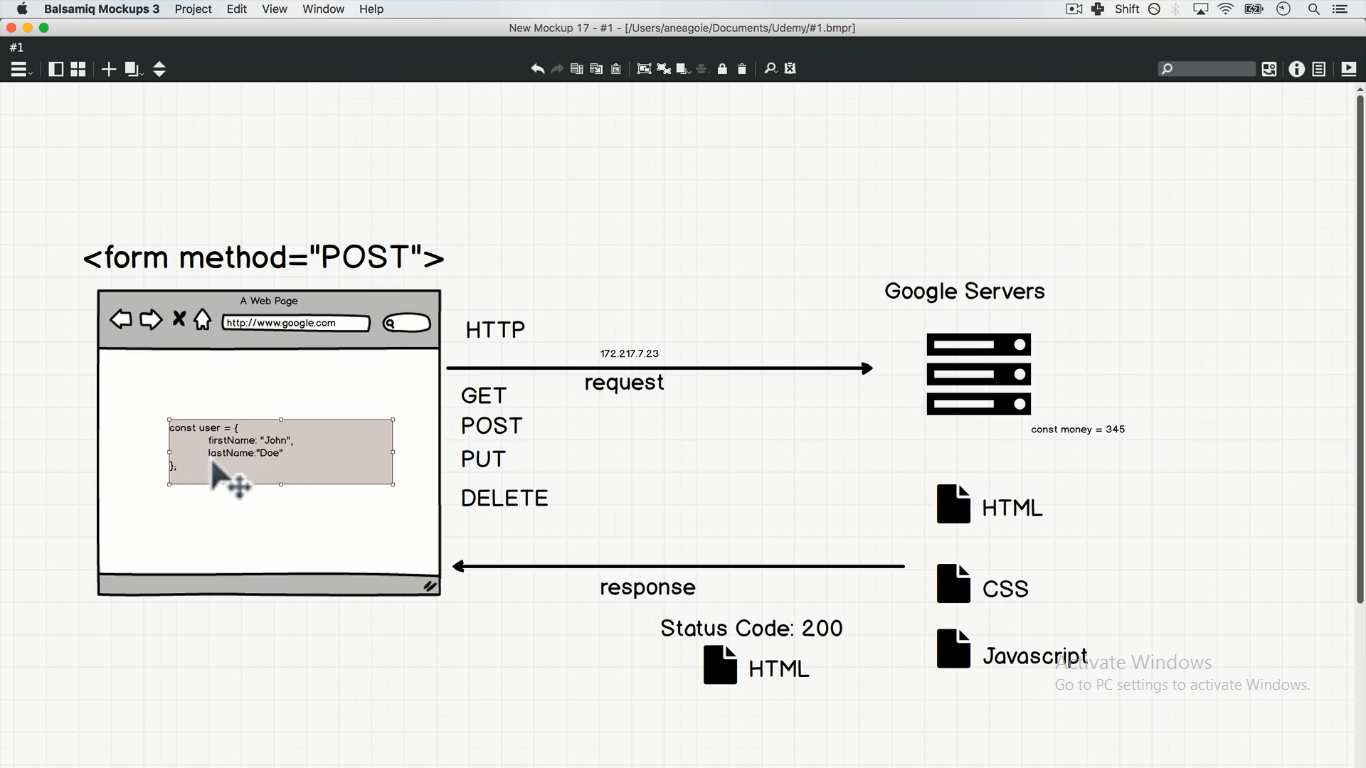 Balsamiq Mockups 3 Project Edit View Window Help Shift
New Mockup 17 - #1 - [/Users/aneagoie/Documents/Udemy/#1.bmpr]
#1
<form method="POST">
A Web Page
http://www.google.com
const user = {
firstName: "John",
lastName:"Doe"
};
HTTP
172.217.7.23
request
GET
POST
PUT
DELETE
response
Status Code: 200
HTML
Google Servers
const money = 345
HTML
CSS
Javascript
Activate Windows
Go to PC settings to activate Windows.